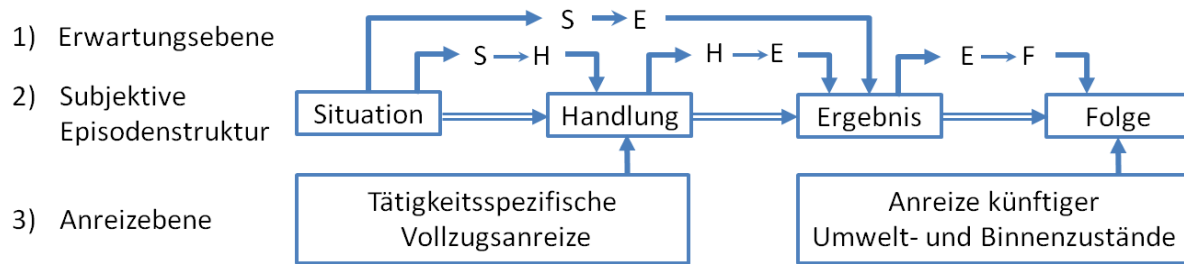 S → E
1) Erwartungsebene
S → H
H → E
E → F
2) Subjektive
Episodenstruktur
Situation
Handlung
Ergebnis
Folge
3) Anreizebene
Tätigkeitsspezifische
Vollzugsanreize
Anreize künftiger
Umwelt- und Binnenzustände